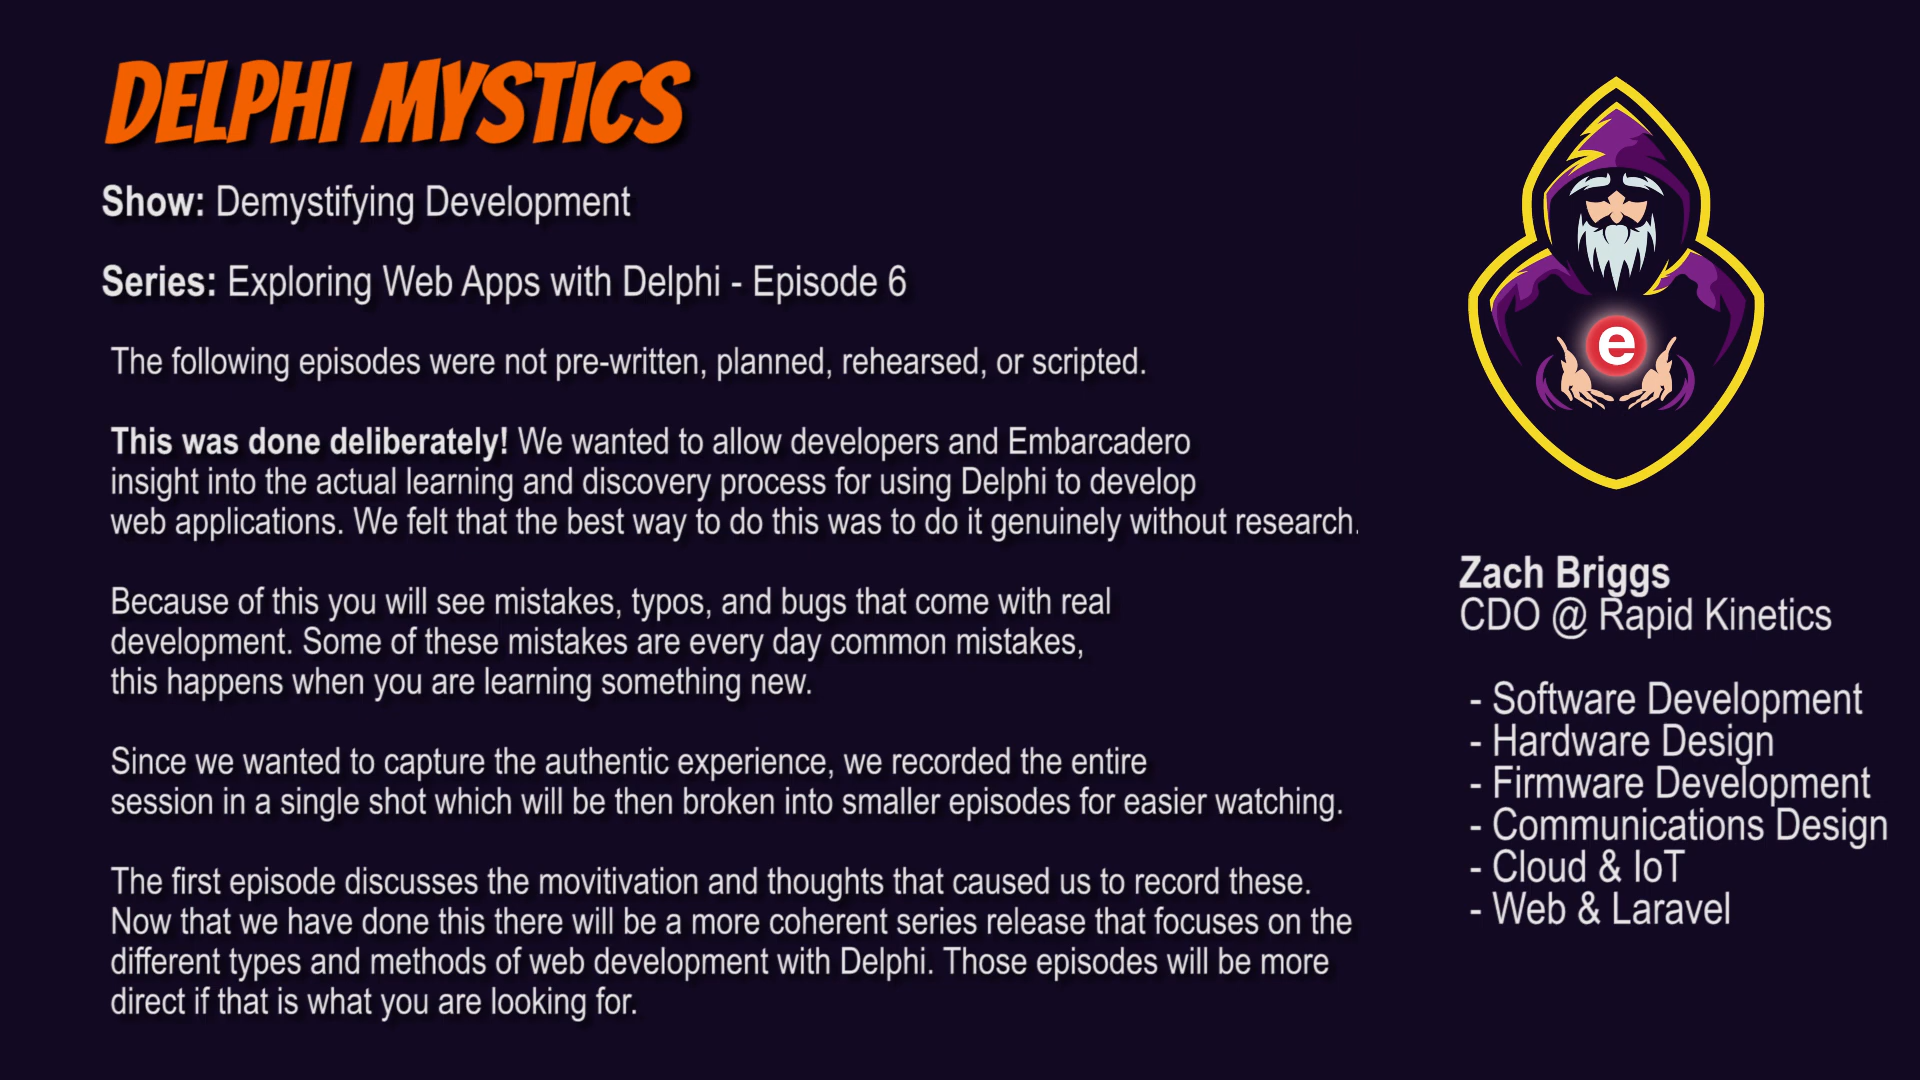 DELPHI MYSTICS
Show: Demystifying Development
Series: Exploring Web Apps with Delphi - Episode 6
The following episodes were not pre-written, planned, rehearsed, or scripted.
This was done deliberately! We wanted to allow developers and Embarcadero
insight into the actual learning and discovery process for using Delphi to develop
web applications. We felt that the best way to do this was to do it genuinely without research.
Because of this you will see mistakes, typos, and bugs that come with real
development. Some of these mistakes are every day common mistakes,
this happens when you are learning something new.
Since we wanted to capture the authentic experience, we recorded the entire
session in a single shot which will be then broken into smaller episodes for easier watching.
The first episode discusses the movitivation and thoughts that caused us to record these.
Now that we have done this there will be a more coherent series release that focuses on the
different types and methods of web development with Delphi. Those episodes will be more
direct if that is what you are looking for.
e
Zach Briggs
CDO @ Rapid Kinetics
- Software Development
- Hardware Design
- Firmware Development
- Communications Design
- Cloud & IoT
- Web & Laravel